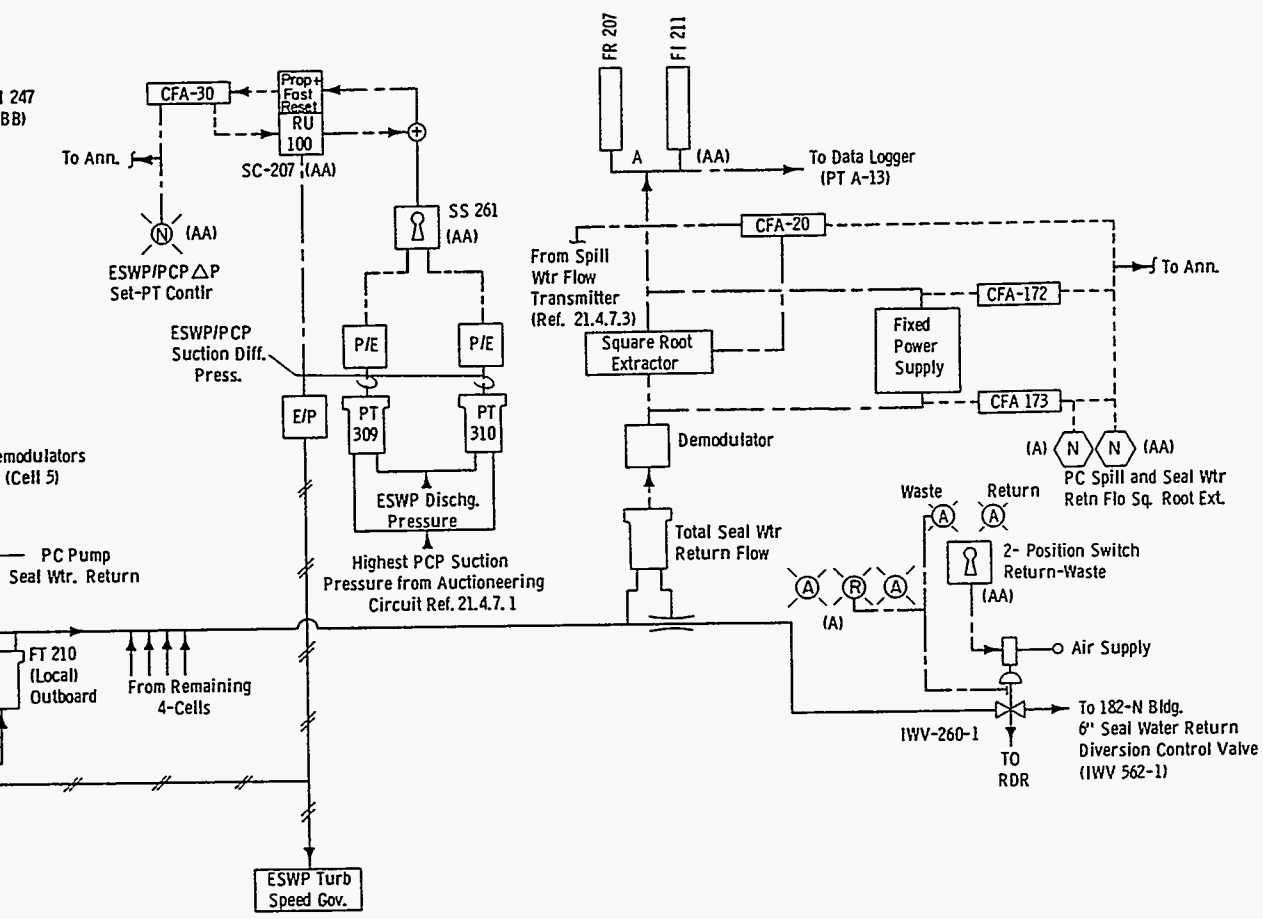 FR 207
FI 211
247
BB)
CFA-30
Prop+
Fast
Reset
RU
100
To Ann.
SC-207 (AA)
A
(AA)
To Data Logger
(PT A-13)
N
(AA)
ESWP/PCP △P
Set-PT Contlr
SS 261
(AA)
CFA-20
From Spill
Wtr Flow
Transmitter
(Ref. 21.4.7.3)
To Ann.
CFA-172
ESWP/PCP
Suction Diff.
Press.
P/E
P/E
Square Root
Extractor
Fixed
Power
Supply
E/P
PT
309
PT
310
CFA 173
Demodulator
(A)
N
N
(AA)
PC Spill and Seal Wtr
Retn Flo Sq. Root Ext.
emodulators
(Cell 5)
ESWP Dischg.
Pressure
Waste
Return
A
A
Total Seal Wtr
Return Flow
2- Position Switch
Return-Waste
(AA)
PC Pump
Seal Wtr. Return
Highest PCP Suction
Pressure from Auctioneering
Circuit Ref. 21.4.7.1
A
R
A
(A)
Air Supply
FT 210
(Local)
Outboard
From Remaining
4-Cells
IWV-260-1
TO
RDR
To 182-N Bldg.
6" Seal Water Return
Diversion Control Valve
(IWV 562-1)
ESWP Turb
Speed Gov.